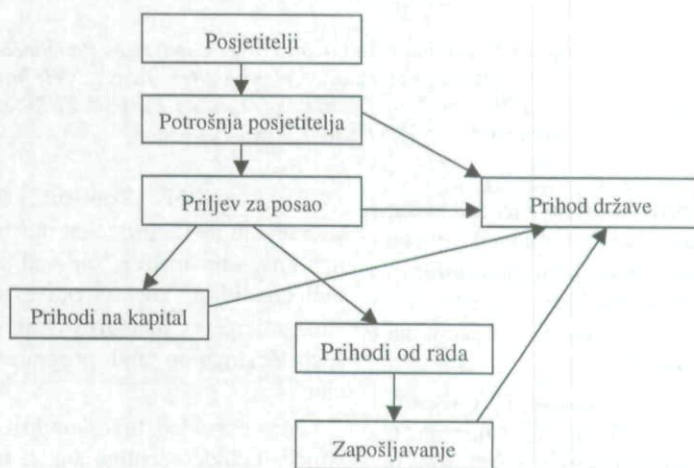 Posjetitelji
Potrošnja posjetitelja
Priljev za posao
Prihod države
Prihodi na kapital
Prihodi od rada
Zapošljavanje